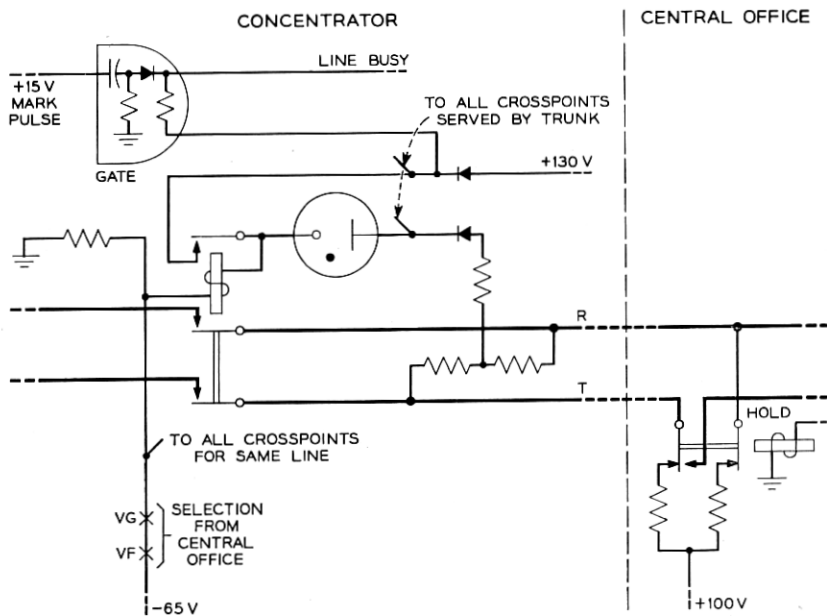 CONCENTRATOR
CENTRAL OFFICE
LINE BUSY
+15 V
MARK
PULSE
TO ALL CROSSPOINTS
SERVED BY TRUNK
+130 V
GATE
R
T
HOLD
TO ALL CROSSPOINTS
FOR SAME LINE
VG
VF
SELECTION
FROM
CENTRAL
OFFICE
-65 V
+100 V